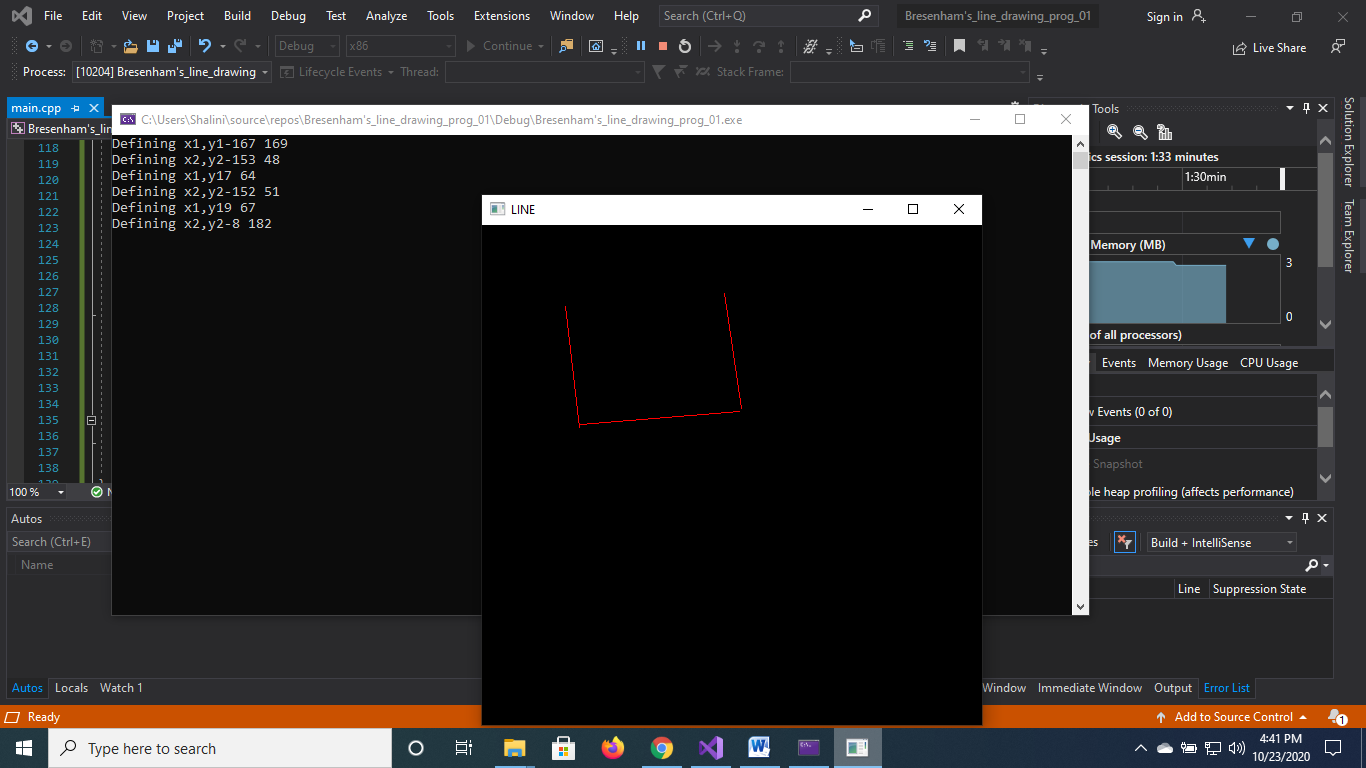 File Edit View Project Build Debug Test Analyze Tools Extensions Window Help Search (Ctrl+Q) Bresenham's_line_drawing_prog_01 Sign in
Debug x86 Continue Live Share
Process: [10204] Bresenham's_line_drawing Lifecycle Events Thread: Stack Frame:
main.cpp
Tools
Bresenham's_lin
C:\Users\Shalini\source\repos\Bresenham's_line_drawing_prog_01\Debug\Bresenham's_line_drawing_prog_01.exe
Defining x1,y1-167 169
Defining x2,y2-153 48
Defining x1,y17 64
Defining x2,y2-152 51
Defining x1,y19 67
Defining x2,y2-8 182
LINE
118
119
120
121
122
123
124
125
126
127
128
129
130
131
132
133
134
135
136
137
138
139
100 %
ics session: 1:33 minutes
1:30min
Memory (MB)
3
0
of all processors)
Events Memory Usage CPU Usage
w Events (0 of 0)
Usage
Snapshot
ble heap profiling (affects performance)
Solution Explorer
Team Explorer
Autos
Search (Ctrl+E)
Name
es Build + IntelliSense
Line Suppression State
Autos Locals Watch 1
Window Immediate Window Output Error List
Ready Add to Source Control 1
Type here to search
4:41 PM
10/23/2020